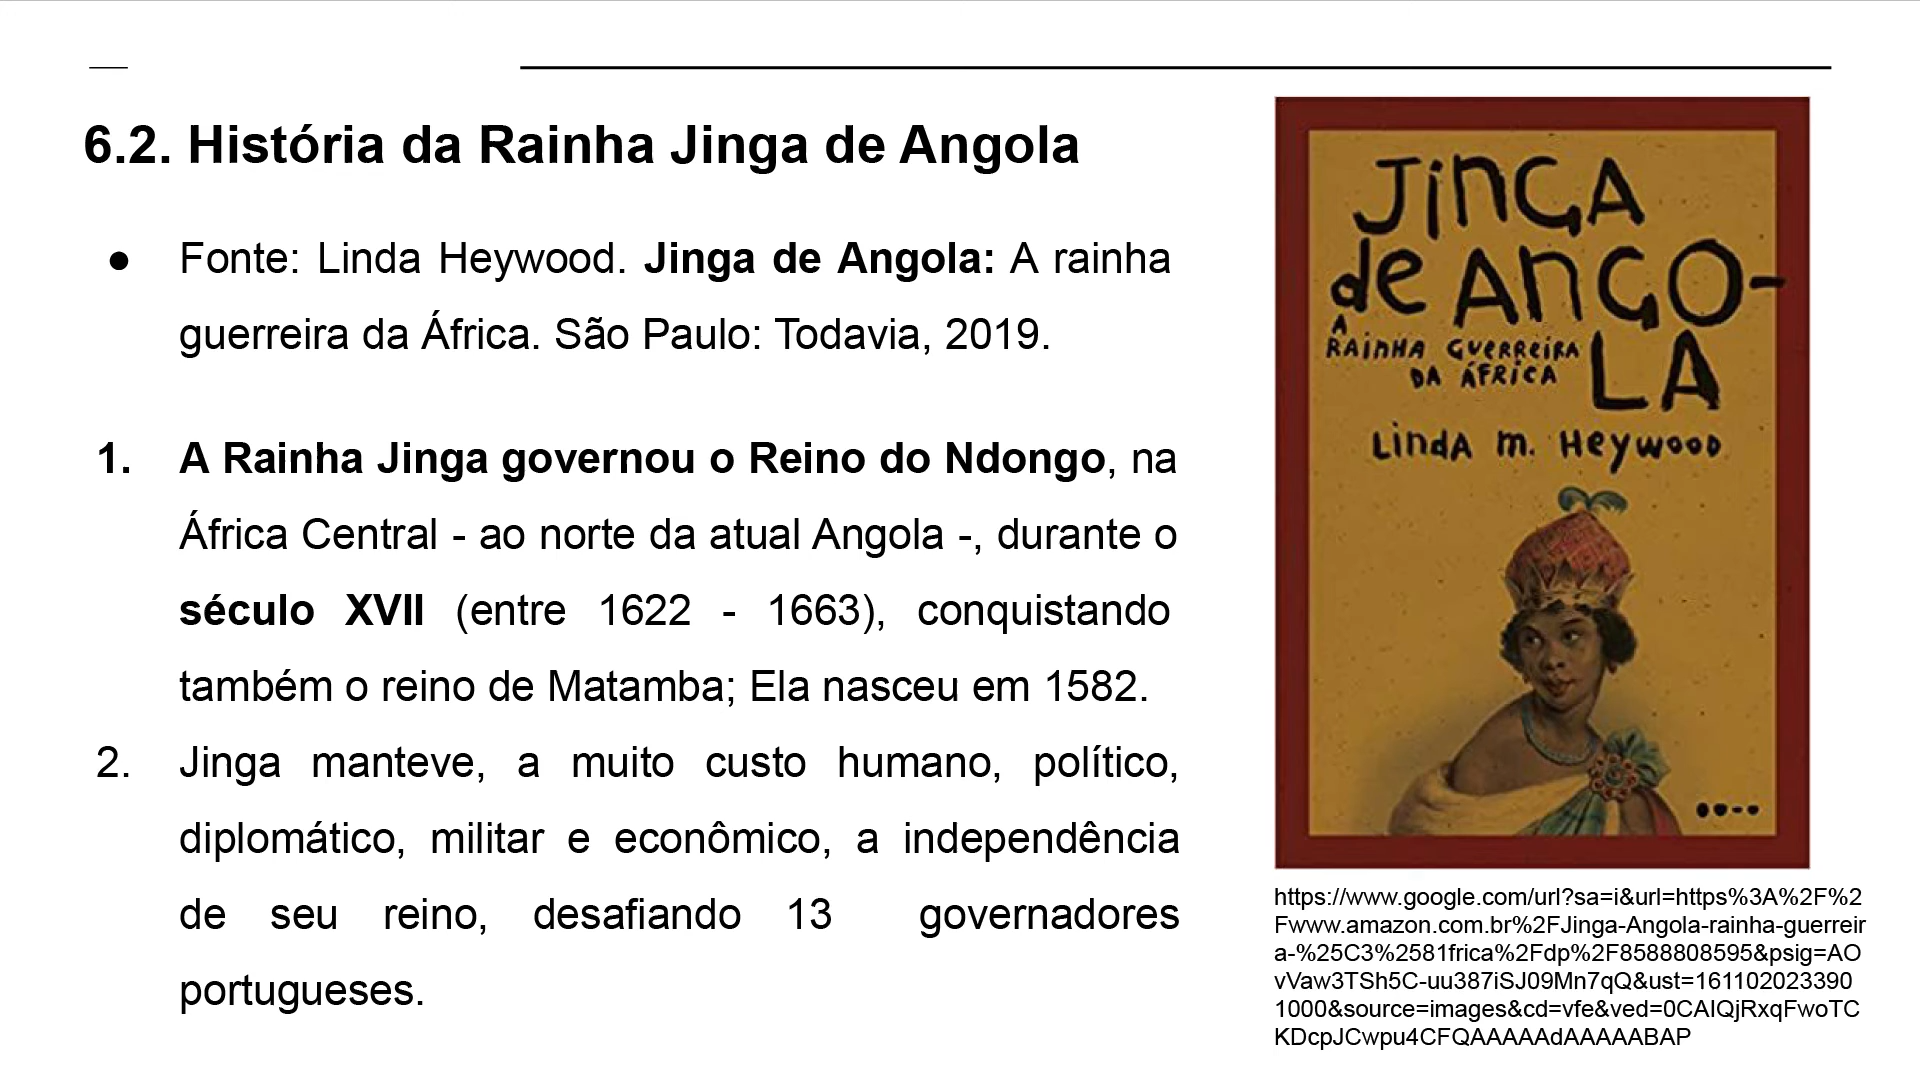 6.2. História da Rainha Jinga de Angola
● Fonte: Linda Heywood. Jinga de Angola: A rainha
guerreira da África. São Paulo: Todavia, 2019.
1. A Rainha Jinga governou o Reino do Ndongo, na
África Central - ao norte da atual Angola -, durante o
século XVII (entre 1622 - 1663), conquistando
também o reino de Matamba; Ela nasceu em 1582.
2. Jinga manteve, a muito custo humano, político,
diplomático, militar e econômico, a independência
de seu reino, desafiando 13 governadores
portugueses.
Jinga
de Ango-
la
A
Rainha Guerreira
da África
Linda M. Heywood
https://www.google.com/url?sa=i&url=https%3A%2F%2
Fwww.amazon.com.br%2FJinga-Angola-rainha-guerreir
a-%25C3%2581frica%2Fdp%2F8588808595&psig=AO
vVaw3TSh5C-uu387iSJ09Mn7qQ&ust=161102023390
1000&source=images&cd=vfe&ved=0CAIQjRxqFwoTC
KDcpJCwpu4CFQAAAAAdAAAAABAP